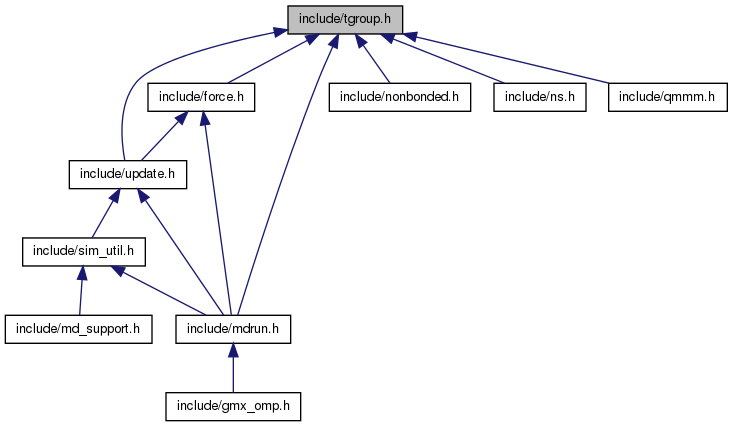 include/tgroup.h
include/force.h
include/nonbonded.h
include/ns.h
include/qmmm.h
include/update.h
include/sim_util.h
include/md_support.h
include/mdrun.h
include/gmx_omp.h